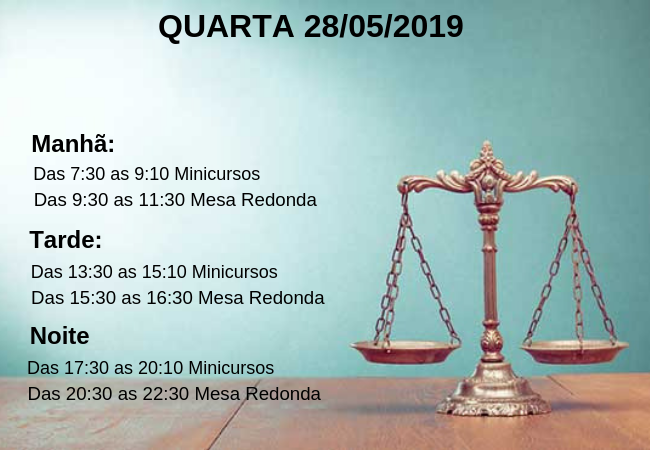 QUARTA 28/05/2019
Manhã:
Das 7:30 as 9:10 Minicursos
Das 9:30 as 11:30 Mesa Redonda
Tarde:
Das 13:30 as 15:10 Minicursos
Das 15:30 as 16:30 Mesa Redonda
Noite
Das 17:30 as 20:10 Minicursos
Das 20:30 as 22:30 Mesa Redonda